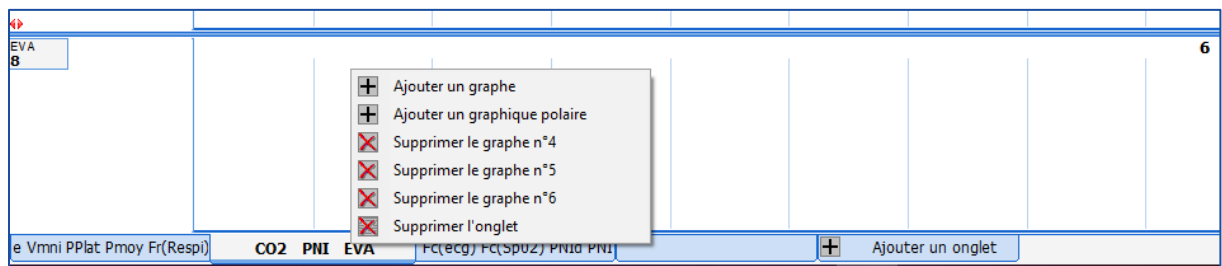 EVA
8
6
Ajouter un graphe
Ajouter un graphique polaire
Supprimer le graphe n°4
Supprimer le graphe n°5
Supprimer le graphe n°6
Supprimer l'onglet
e Vmni PPlat Pmoy Fr(Respi) CO2 PNI EVA Fc(ecg) Fc(Sp02) PNId PNI Ajouter un onglet